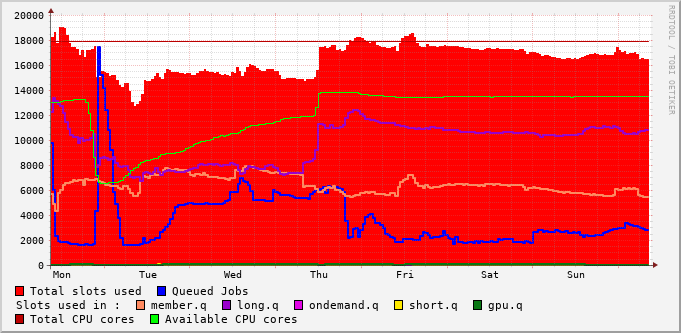 20000
18000
16000
14000
12000
10000
8000
6000
4000
2000
0
Mon Tue Wed Thu Fri Sat Sun
RRDTOOL / TOBI OETIKER
Total slots used Queued Jobs
Slots used in : member.q long.q ondemand.q short.q gpu.q
Total CPU cores Available CPU cores